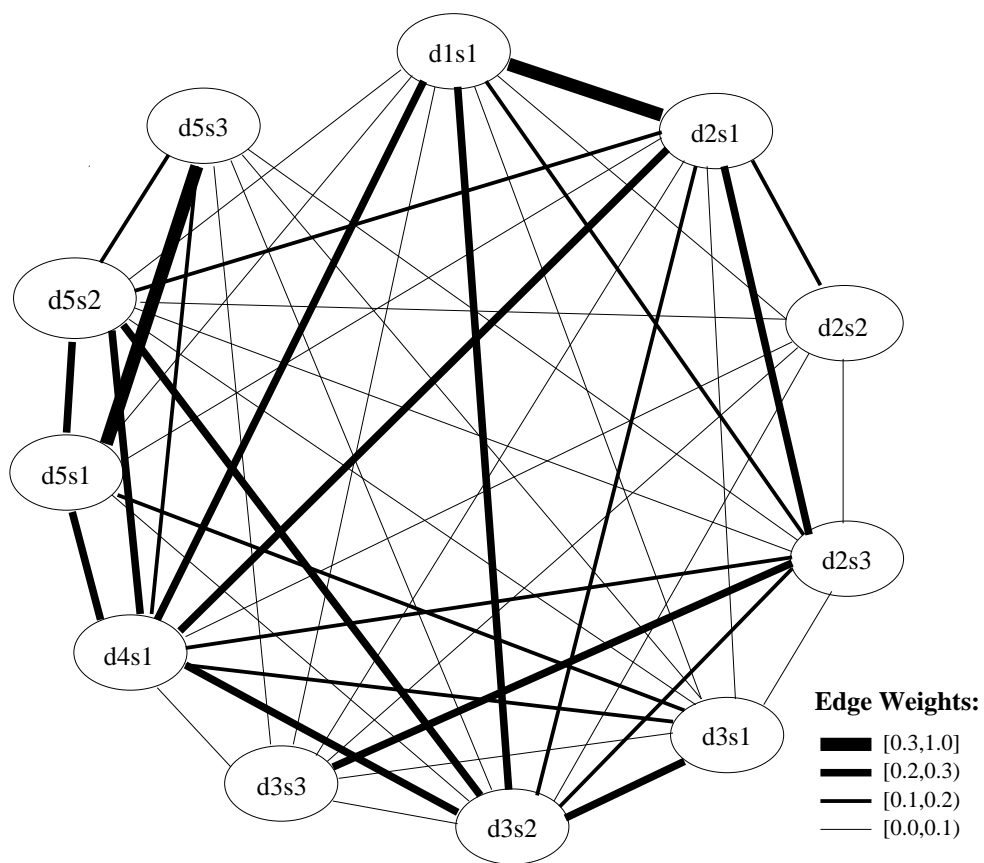 d1s1
d5s3
d2s1
d5s2
d2s2
d5s1
d2s3
d4s1
d3s1
d3s3
d3s2
Edge Weights:
[0.3,1.0]
[0.2,0.3)
[0.1,0.2)
[0.0,0.1)